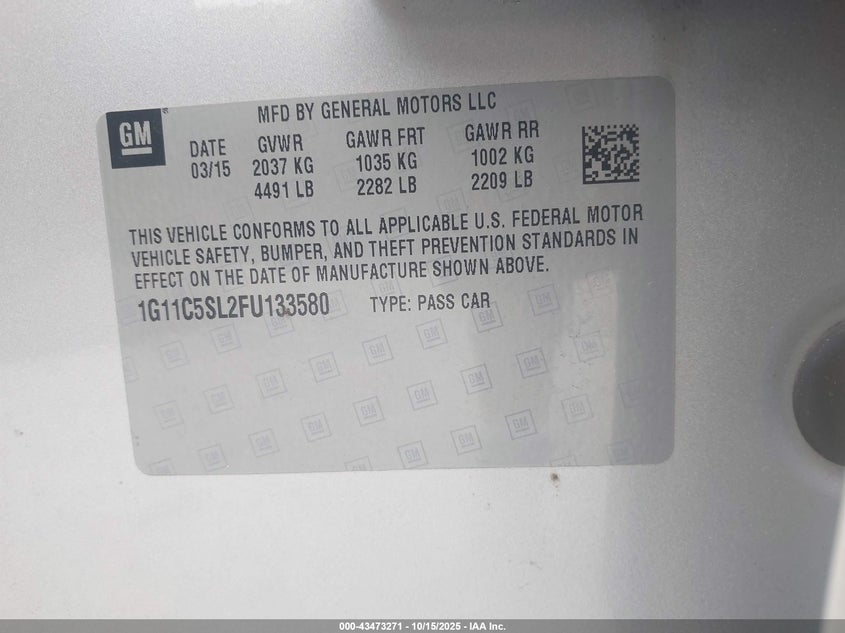 GM
MFD BY GENERAL MOTORS LLC
DATE GVWR GAWR FRT GAWR RR
03/15 2037 KG 1035 KG 1002 KG
4491 LB 2282 LB 2209 LB
THIS VEHICLE CONFORMS TO ALL APPLICABLE U.S. FEDERAL MOTOR
VEHICLE SAFETY, BUMPER, AND THEFT PREVENTION STANDARDS IN
EFFECT ON THE DATE OF MANUFACTURE SHOWN ABOVE.
1G11C5SL2FU133580 TYPE: PASS CAR
000-43473271 - 10/15/2025 - IAA Inc.